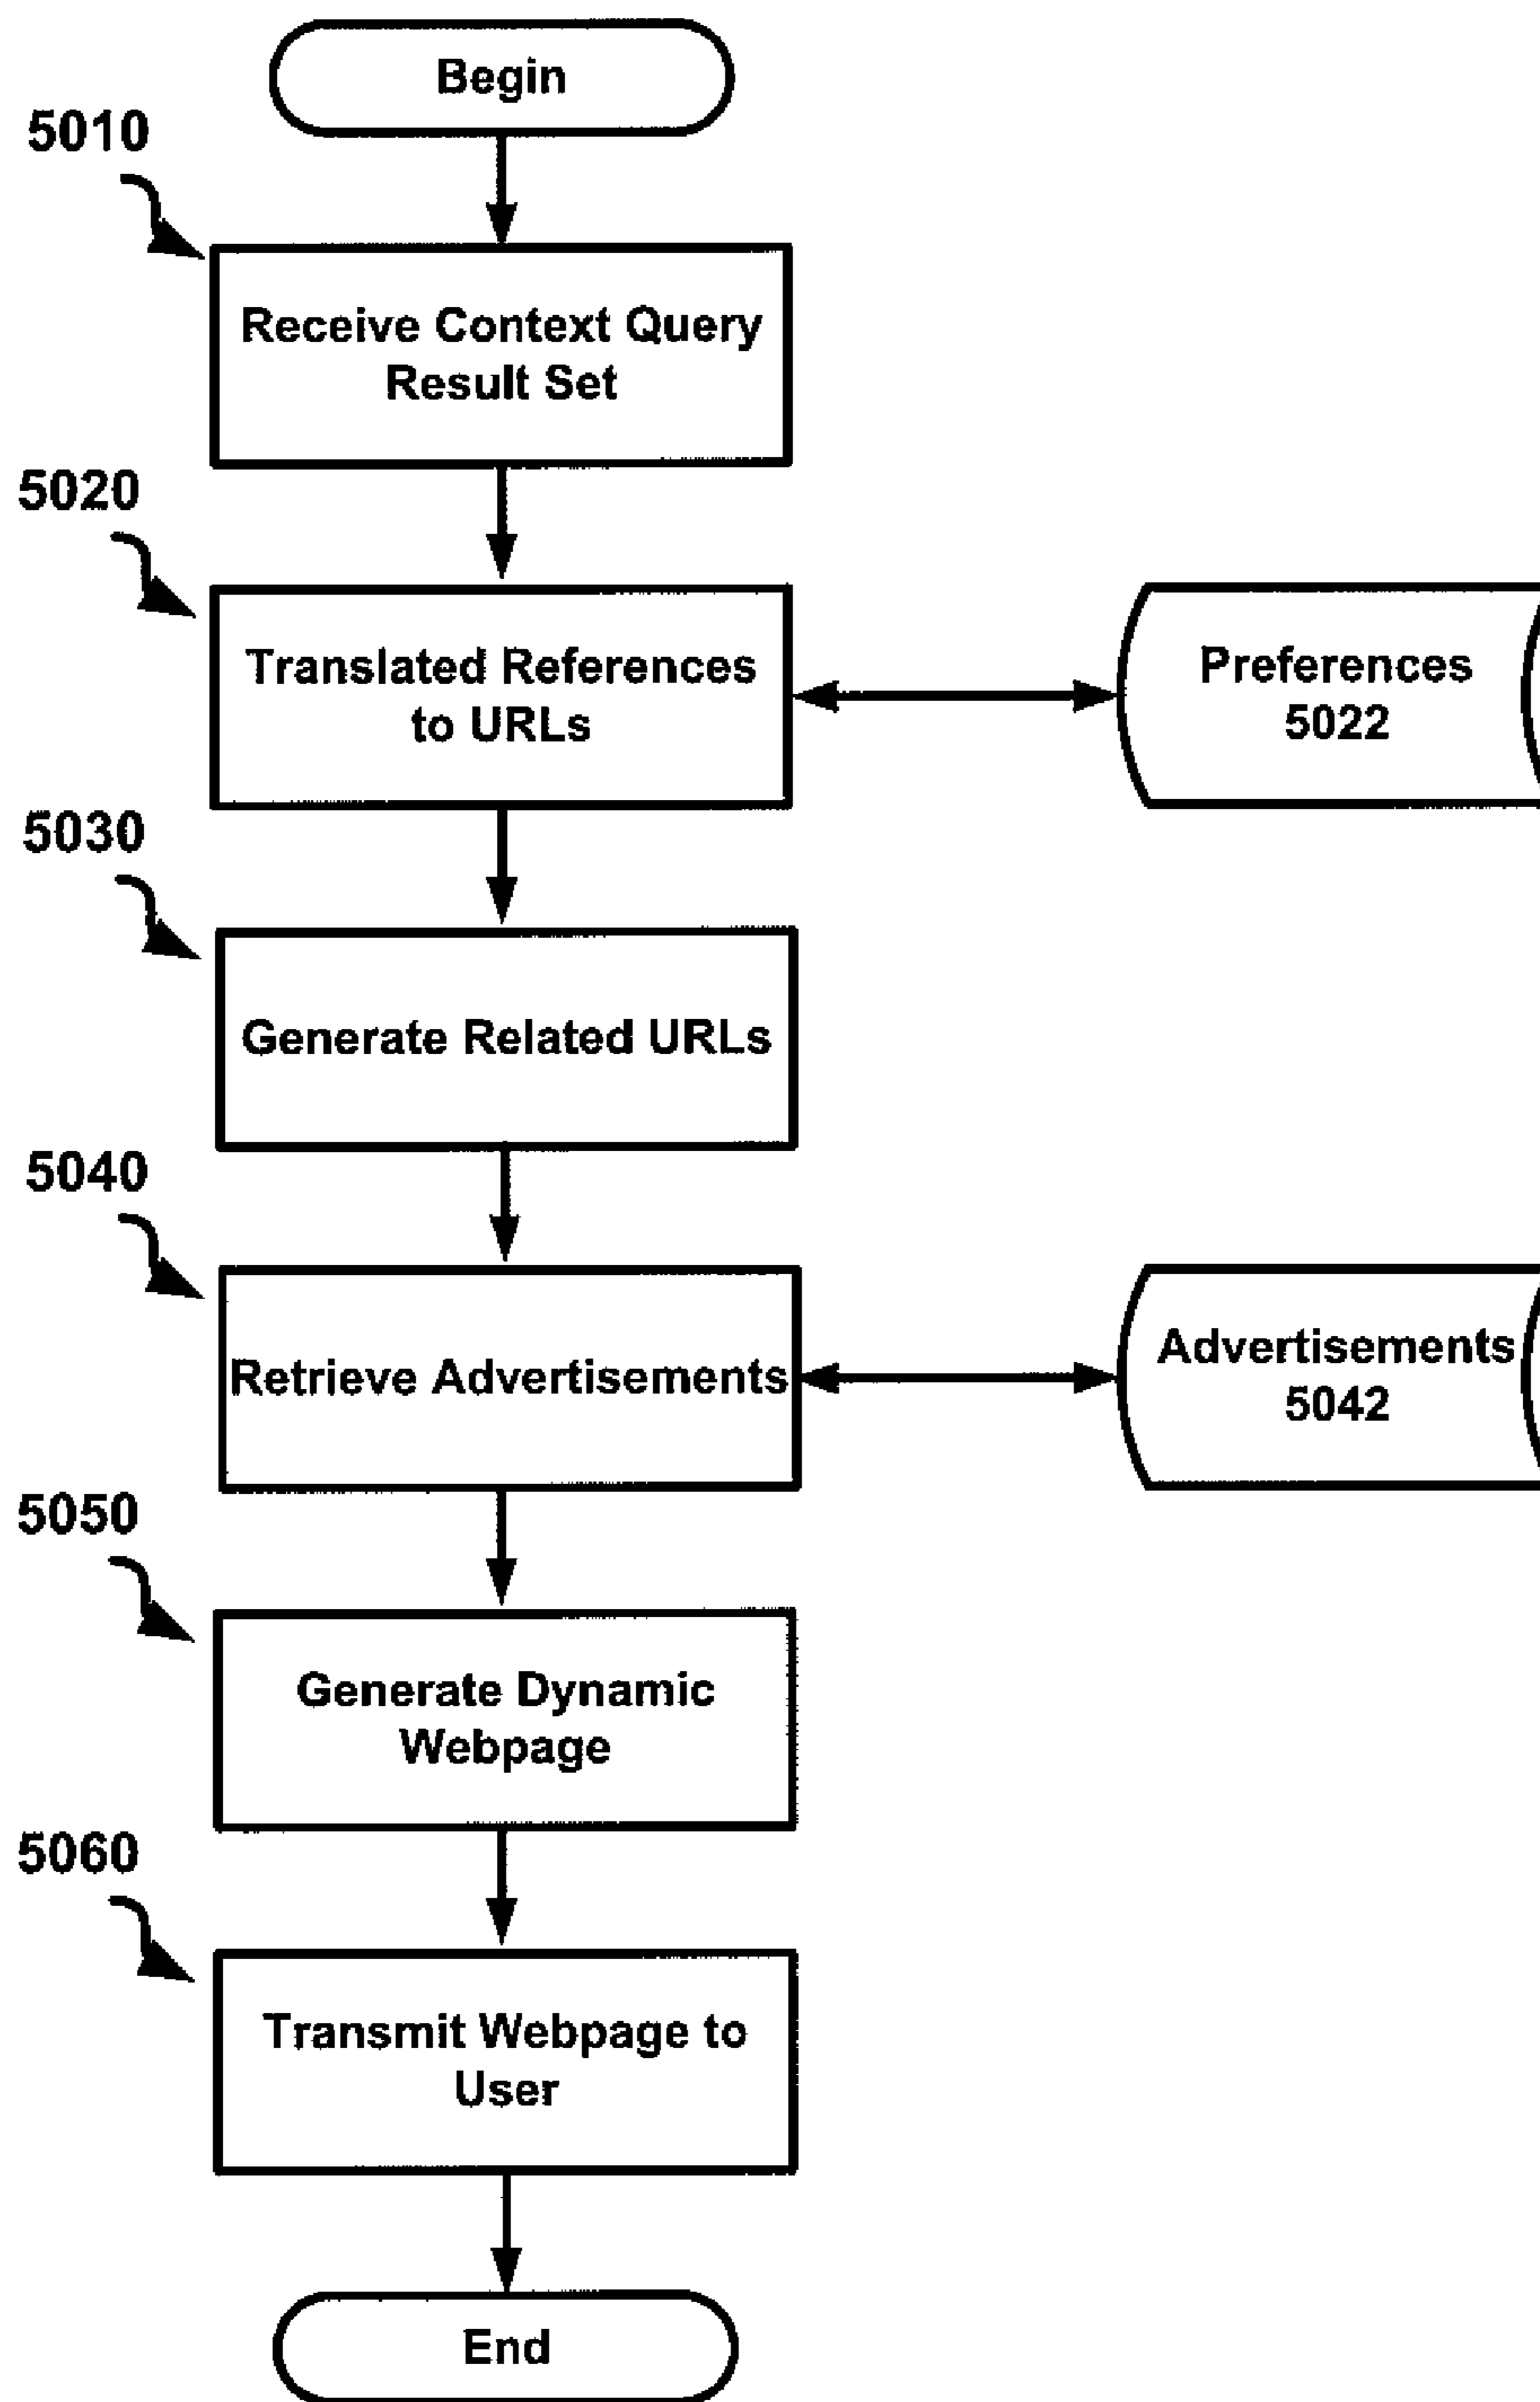 Begin
5010
Receive Context Query
Result Set
5020
Translated References
to URLs
Preferences
5022
5030
Generate Related URLs
5040
Retrieve Advertisements
Advertisements
5042
5050
Generate Dynamic
Webpage
5060
Transmit Webpage to
User
End